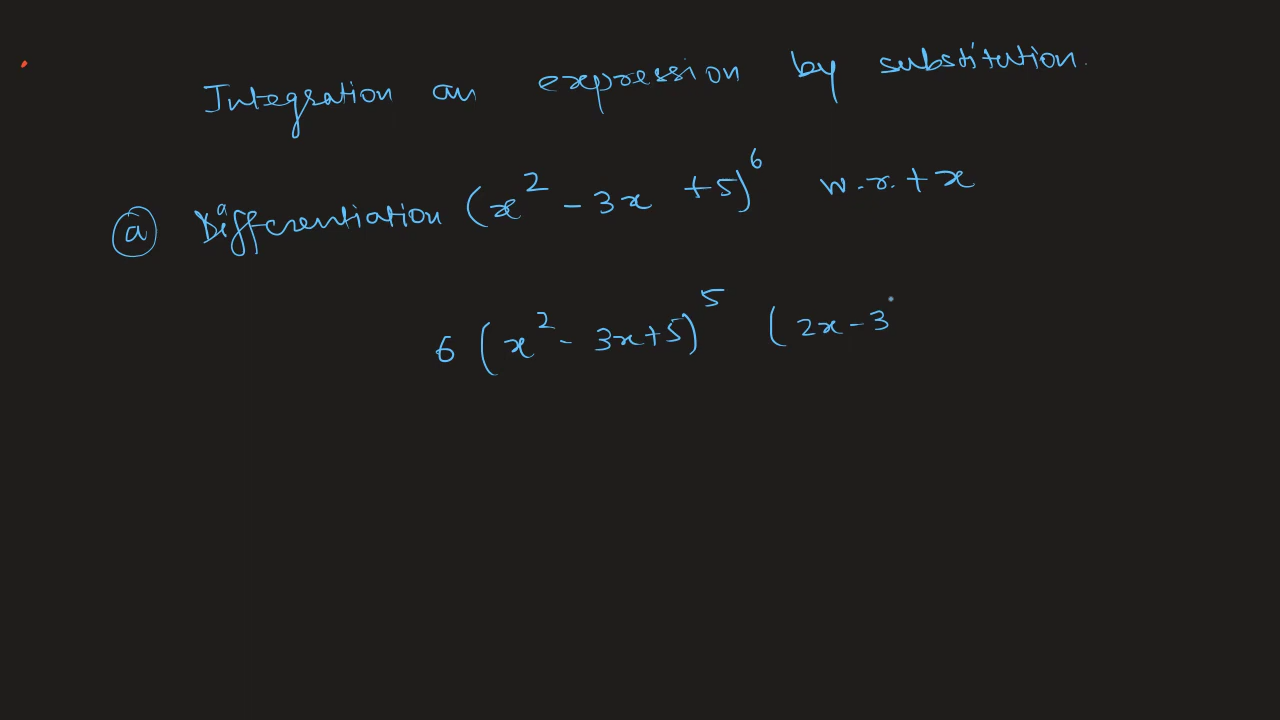 Integration an expression by substitution.
ⓐ Differentiation (x² - 3x + 5)⁶ w.r.t x
6 (x² - 3x+5)⁵ (2x-3